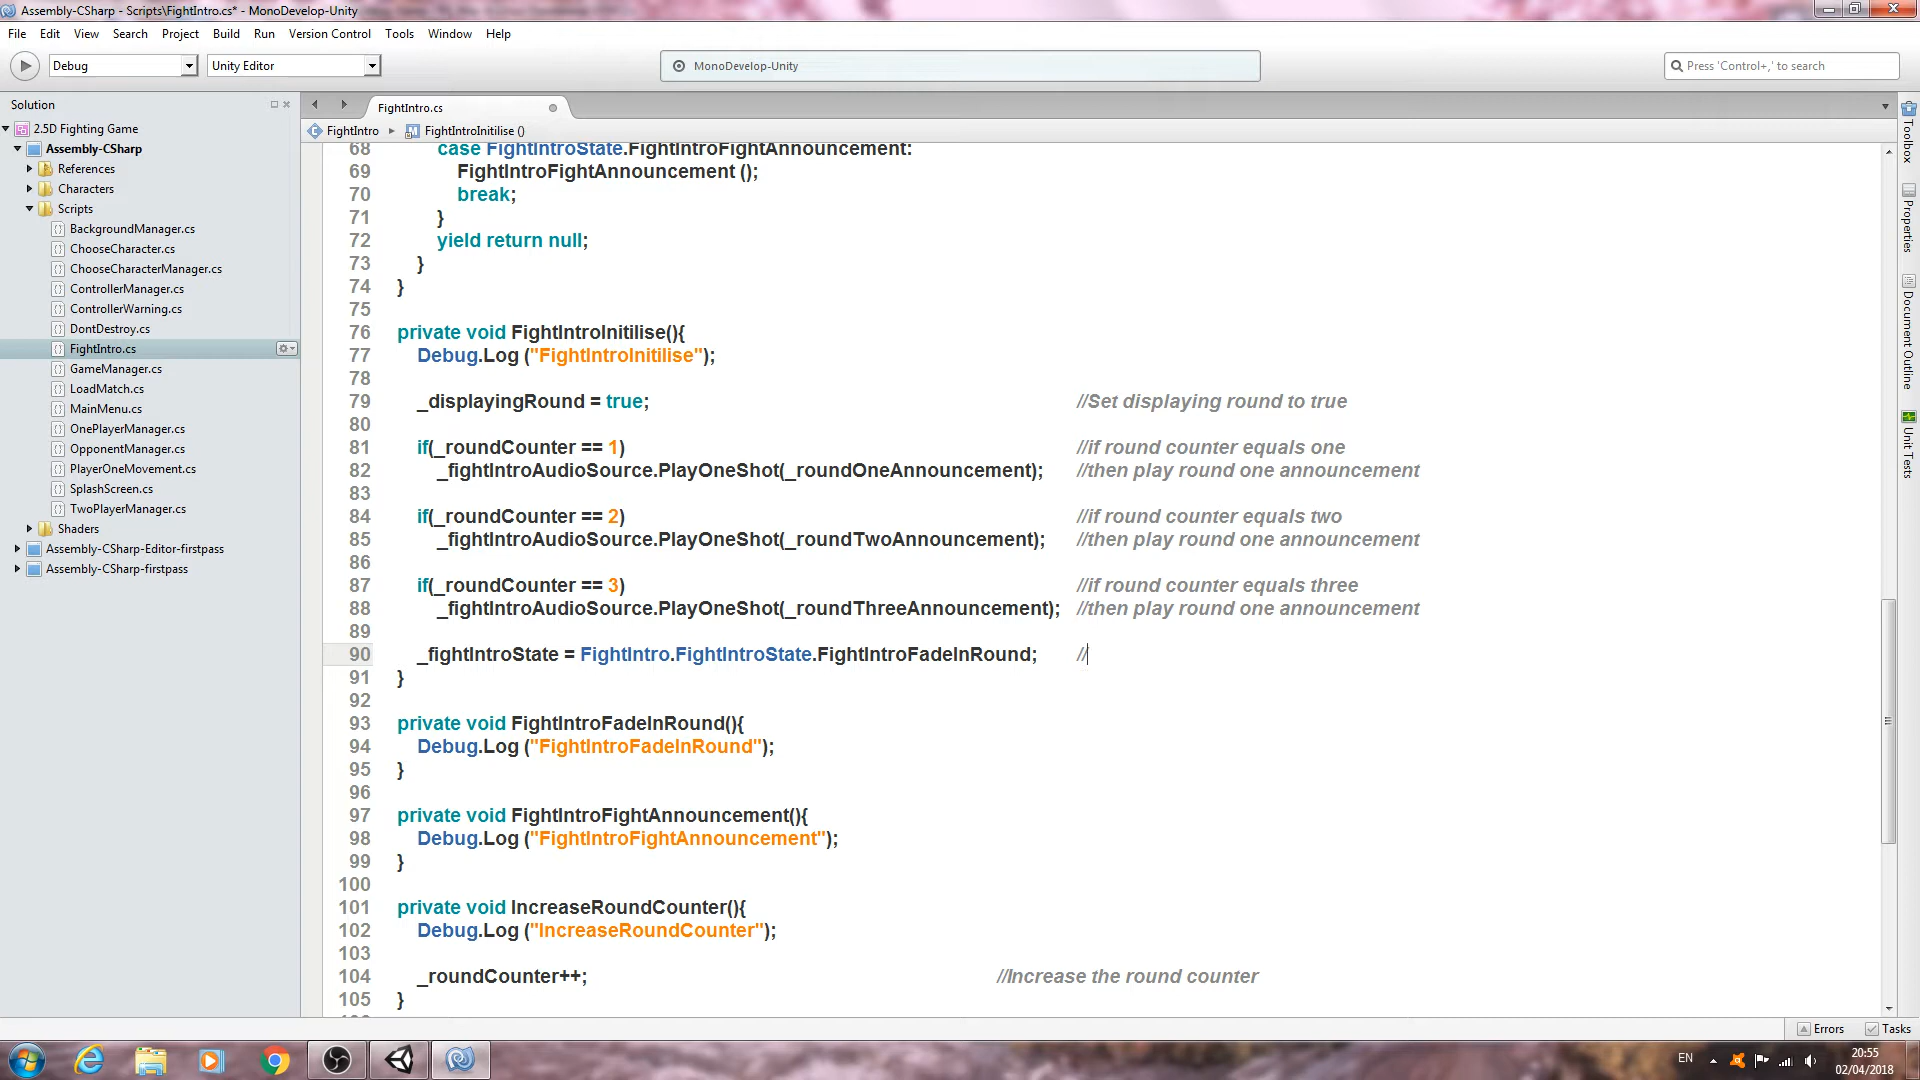 Assembly-CSharp - Scripts\FightIntro.cs* - MonoDevelop-Unity
File Edit View Search Project Build Run Version Control Tools Window Help
Debug
Unity Editor
MonoDevelop-Unity
Press 'Control+,' to search
Solution
2.5D Fighting Game
Assembly-CSharp
References
Characters
Scripts
BackgroundManager.cs
ChooseCharacter.cs
ChooseCharacterManager.cs
ControllerManager.cs
ControllerWarning.cs
DontDestroy.cs
FightIntro.cs
GameManager.cs
LoadMatch.cs
MainMenu.cs
OnePlayerManager.cs
OpponentManager.cs
PlayerOneMovement.cs
SplashScreen.cs
TwoPlayerManager.cs
Shaders
Assembly-CSharp-Editor-firstpass
Assembly-CSharp-firstpass
FightIntro.cs
FightIntro FightIntroInitilise ()
68 case FightIntroState.FightIntroFightAnnouncement:
69 FightIntroFightAnnouncement ();
70 break;
71 }
72 yield return null;
73 }
74 }
75
76 private void FightIntroInitilise(){
77 Debug.Log ("FightIntroInitilise");
78
79 _displayingRound = true; //Set displaying round to true
80
81 if(_roundCounter == 1) //if round counter equals one
82 _fightIntroAudioSource.PlayOneShot(_roundOneAnnouncement); //then play round one announcement
83
84 if(_roundCounter == 2) //if round counter equals two
85 _fightIntroAudioSource.PlayOneShot(_roundTwoAnnouncement); //then play round one announcement
86
87 if(_roundCounter == 3) //if round counter equals three
88 _fightIntroAudioSource.PlayOneShot(_roundThreeAnnouncement); //then play round one announcement
89
90 _fightIntroState = FightIntro.FightIntroState.FightIntroFadeInRound; //
91 }
92
93 private void FightIntroFadeInRound(){
94 Debug.Log ("FightIntroFadeInRound");
95 }
96
97 private void FightIntroFightAnnouncement(){
98 Debug.Log ("FightIntroFightAnnouncement");
99 }
100
101 private void IncreaseRoundCounter(){
102 Debug.Log ("IncreaseRoundCounter");
103
104 _roundCounter++; //Increase the round counter
105 }
Toolbox
Properties
Document Outline
Unit Tests
Errors Tasks
EN
20:55
02/04/2018